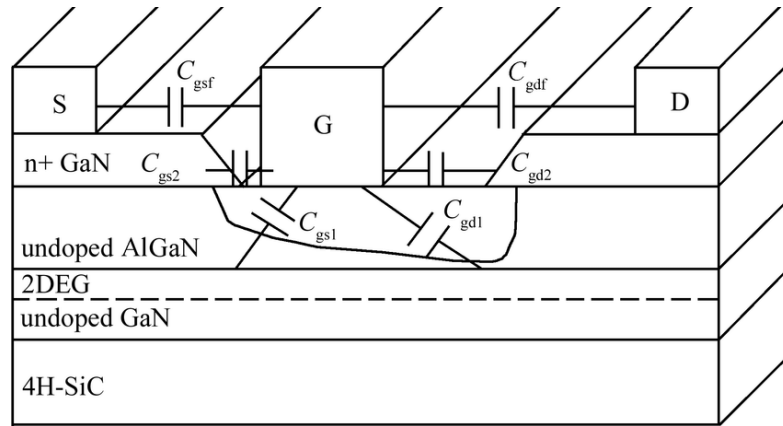 S
C_gsf
G
C_gdf
D
n+ GaN
C_gs2
C_gd2
C_gs1
C_gd1
undoped AlGaN
2DEG
undoped GaN
4H-SiC